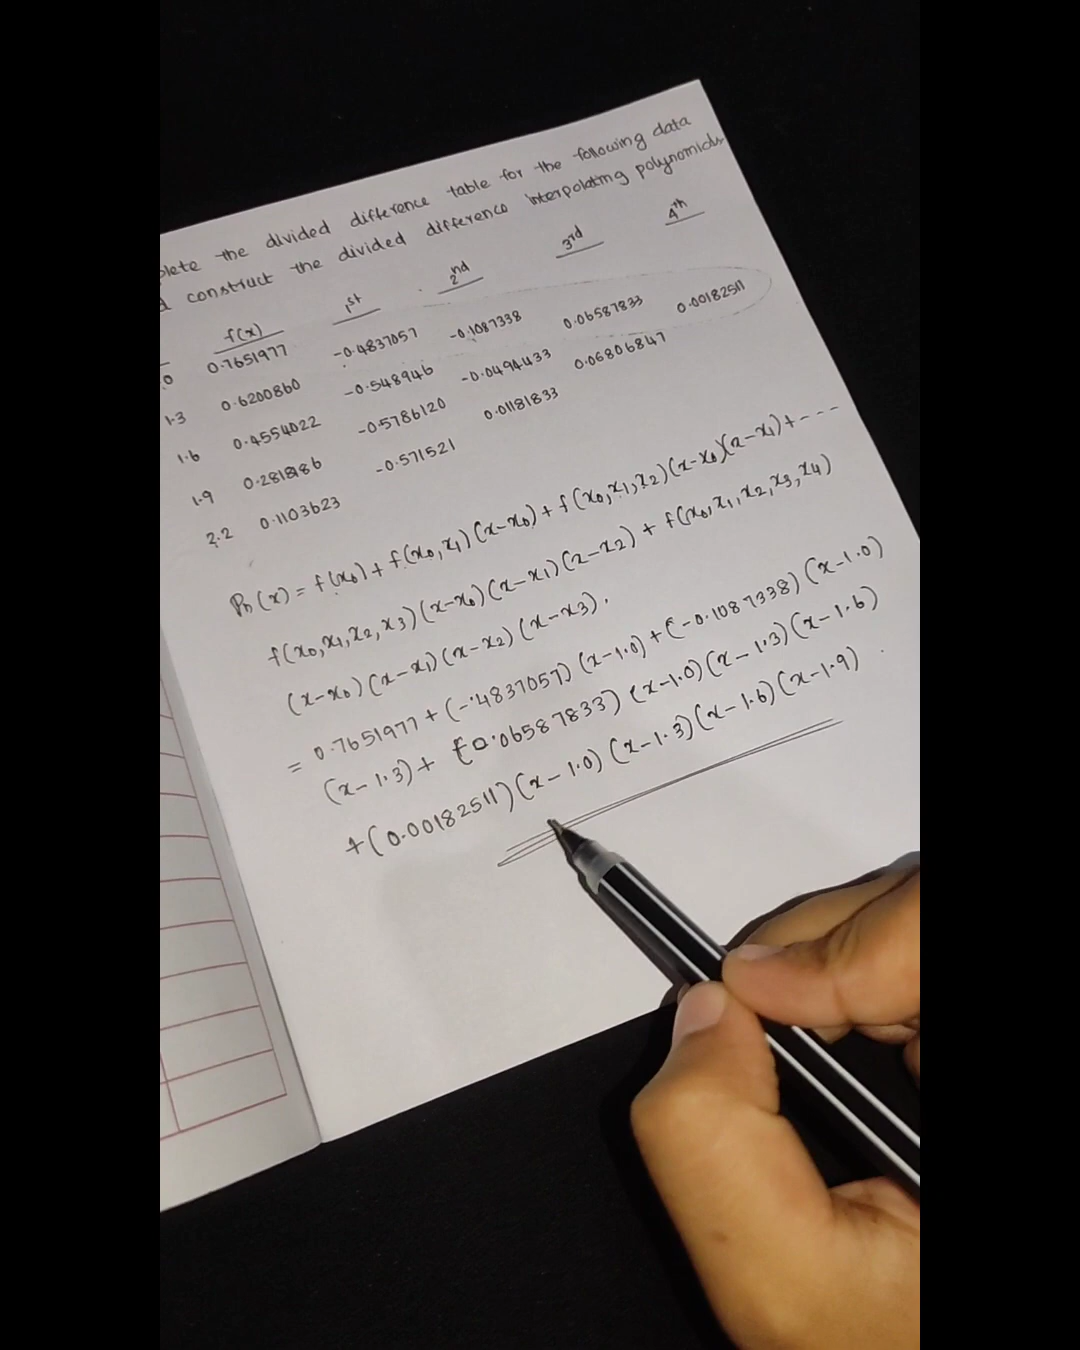 plete the divided difference table for the following data
d construct the divided difference interpolating polynomials
f(x) 1st 2nd 3rd 4th
.0 0.7651977 -0.4837057 -0.1087338 0.06587833 0.00182511
1.3 0.6200860 -0.548946 -0.0494433 0.06806847
1.6 0.4554022 -0.5786120 0.01181833
1.9 0.2818186 -0.571521
2.2 0.1103623
Pn(x) = f(x0) + f(x0,x1)(x-x0) + f(x0,x1,x2)(x-x0)(x-x1)+ ---
f(x0,x1,x2,x3)(x-x0)(x-x1)(x-x2) + f(x0,x1,x2,x3,x4)
(x-x0)(x-x1)(x-x2)(x-x3).
= 0.7651977 + (-.4837057)(x-1.0) + (-0.1087338)(x-1.0)
(x-1.3) + (0.06587833)(x-1.0)(x-1.3)(x-1.6)
+(0.00182511)(x-1.0)(x-1.3)(x-1.6)(x-1.9)